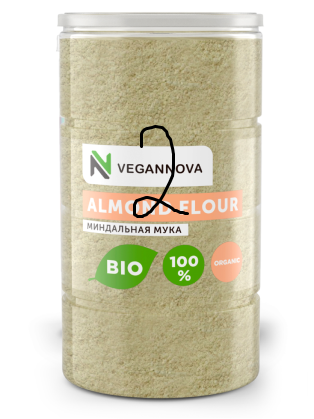 2
VEGANNOVA
ALMOND FLOUR
МИНДАЛЬНАЯ МУКА
BIO
100
%
ORGANIC